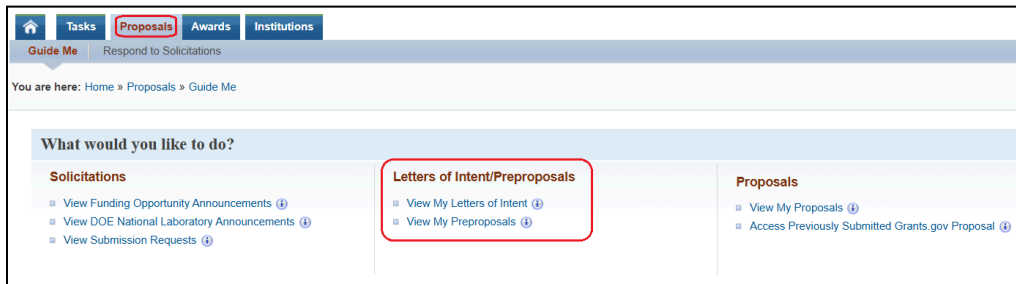 Tasks Proposals Awards Institutions
Guide Me Respond to Solicitations
You are here: Home » Proposals » Guide Me
What would you like to do?
Solicitations
View Funding Opportunity Announcements
View DOE National Laboratory Announcements
View Submission Requests
Letters of Intent/Preproposals
View My Letters of Intent
View My Preproposals
Proposals
View My Proposals
Access Previously Submitted Grants.gov Proposal